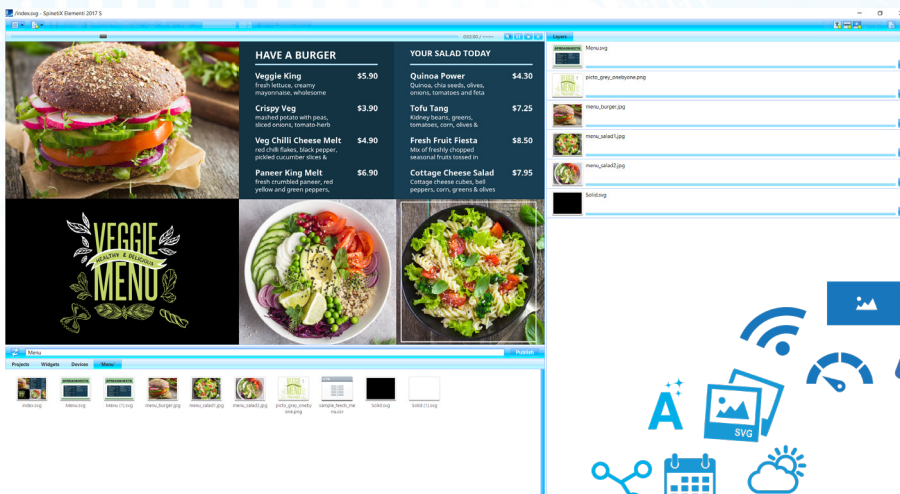 /index.svg - SpinetiX Elementi 2017 S
Layers
HAVE A BURGER
Veggie King $5.90
fresh lettuce, creamy
mayonnaise, wholesome
Crispy Veg $3.90
mashed potato with peas,
sliced onions, tomato-herb
Veg Chilli Cheese Melt $4.90
red chilli flakes, black pepper,
pickled cucumber slices &
Paneer King Melt $6.90
fresh crumbled paneer, red
yellow and green peppers,
YOUR SALAD TODAY
Quinoa Power $4.30
Quinoa, chia seeds, olives,
onions, tomatoes and feta
Tofu Tang $7.25
Kidney beans, greens,
tomatoes, corn, olives &
Fresh Fruit Fiesta $8.50
Mix of freshly chopped
seasonal fruits tossed in
Cottage Cheese Salad $7.95
Cottage cheese cubes, bell
peppers, corn, greens & olives
VEGGIE
HEALTHY & DELICIOUS
MENU
Menu.svg
picto_grey_onebyone.png
menu_burger.jpg
menu_salad1.jpg
menu_salad2.jpg
Solid.svg
Menu
Publish
Projects Widgets Devices Menu
index.svg
Menu.svg
Menu (1).svg
menu_burger.jpg
menu_salad1.jpg
menu_salad2.jpg
picto_grey_oneby
one.png
sample_feeds_me
nu.csv
Solid.svg
Solid (1).svg
A
SVG